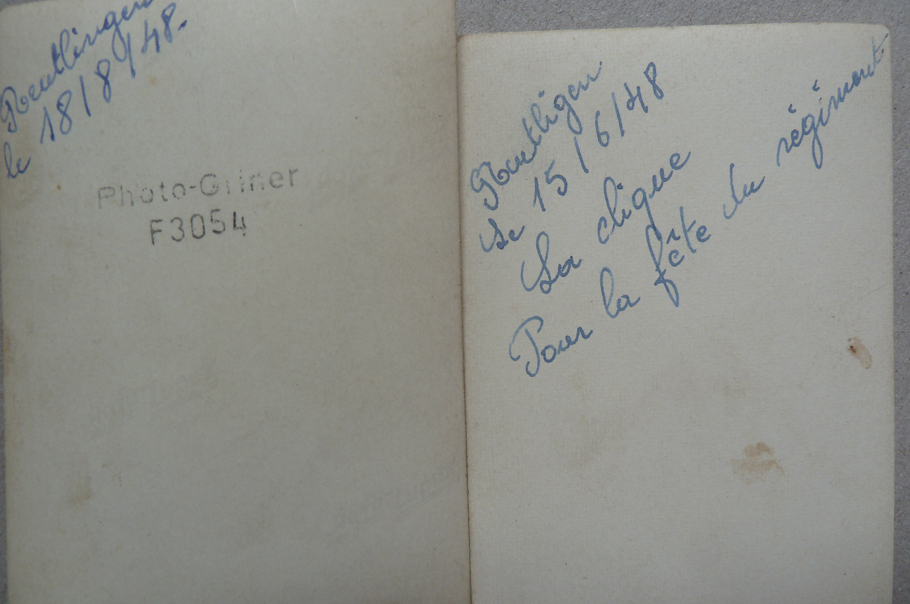 Reutlingen
le 18/8/48.
Photo-Griner
F3054
Reutligen
Le 15/6/48
La clique
Pour la fête du régiment